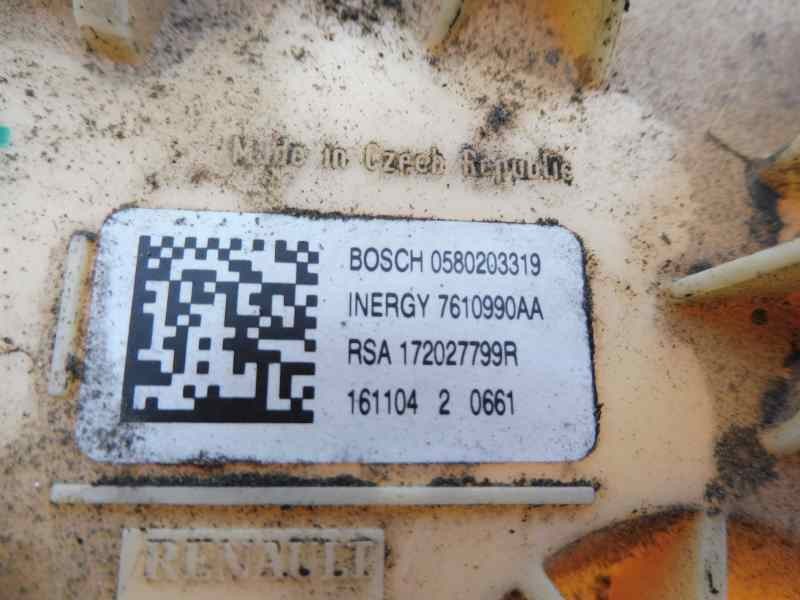 Made in Czech Republic
BOSCH 0580203319
INERGY 7610990AA
RSA 172027799R
161104 2 0661
RENAULT